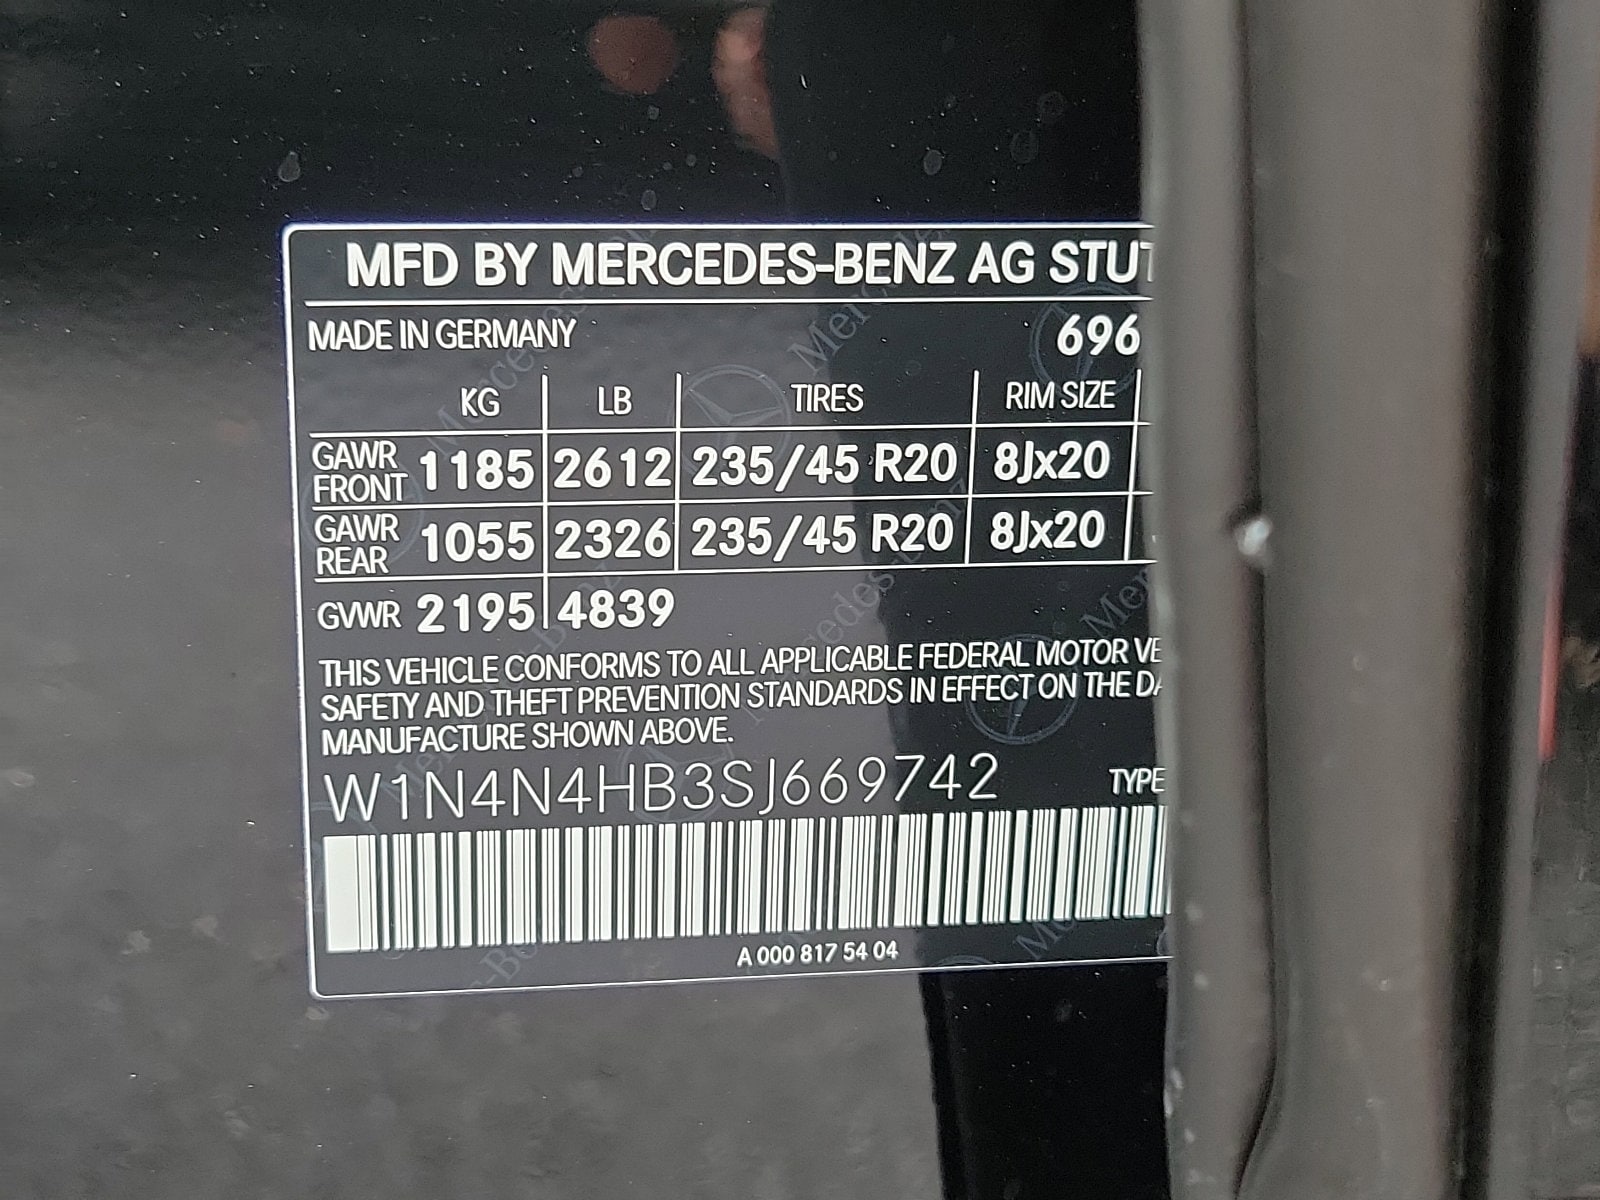 MFD BY MERCEDES-BENZ AG STUT
MADE IN GERMANY 696
KG LB TIRES RIM SIZE
GAWR FRONT 1185 2612 235/45 R20 8Jx20
GAWR REAR 1055 2326 235/45 R20 8Jx20
GVWR 2195 4839
THIS VEHICLE CONFORMS TO ALL APPLICABLE FEDERAL MOTOR VE
SAFETY AND THEFT PREVENTION STANDARDS IN EFFECT ON THE DA
MANUFACTURE SHOWN ABOVE.
W1N4N4HB3SJ669742 TYPE
A 000 817 54 04